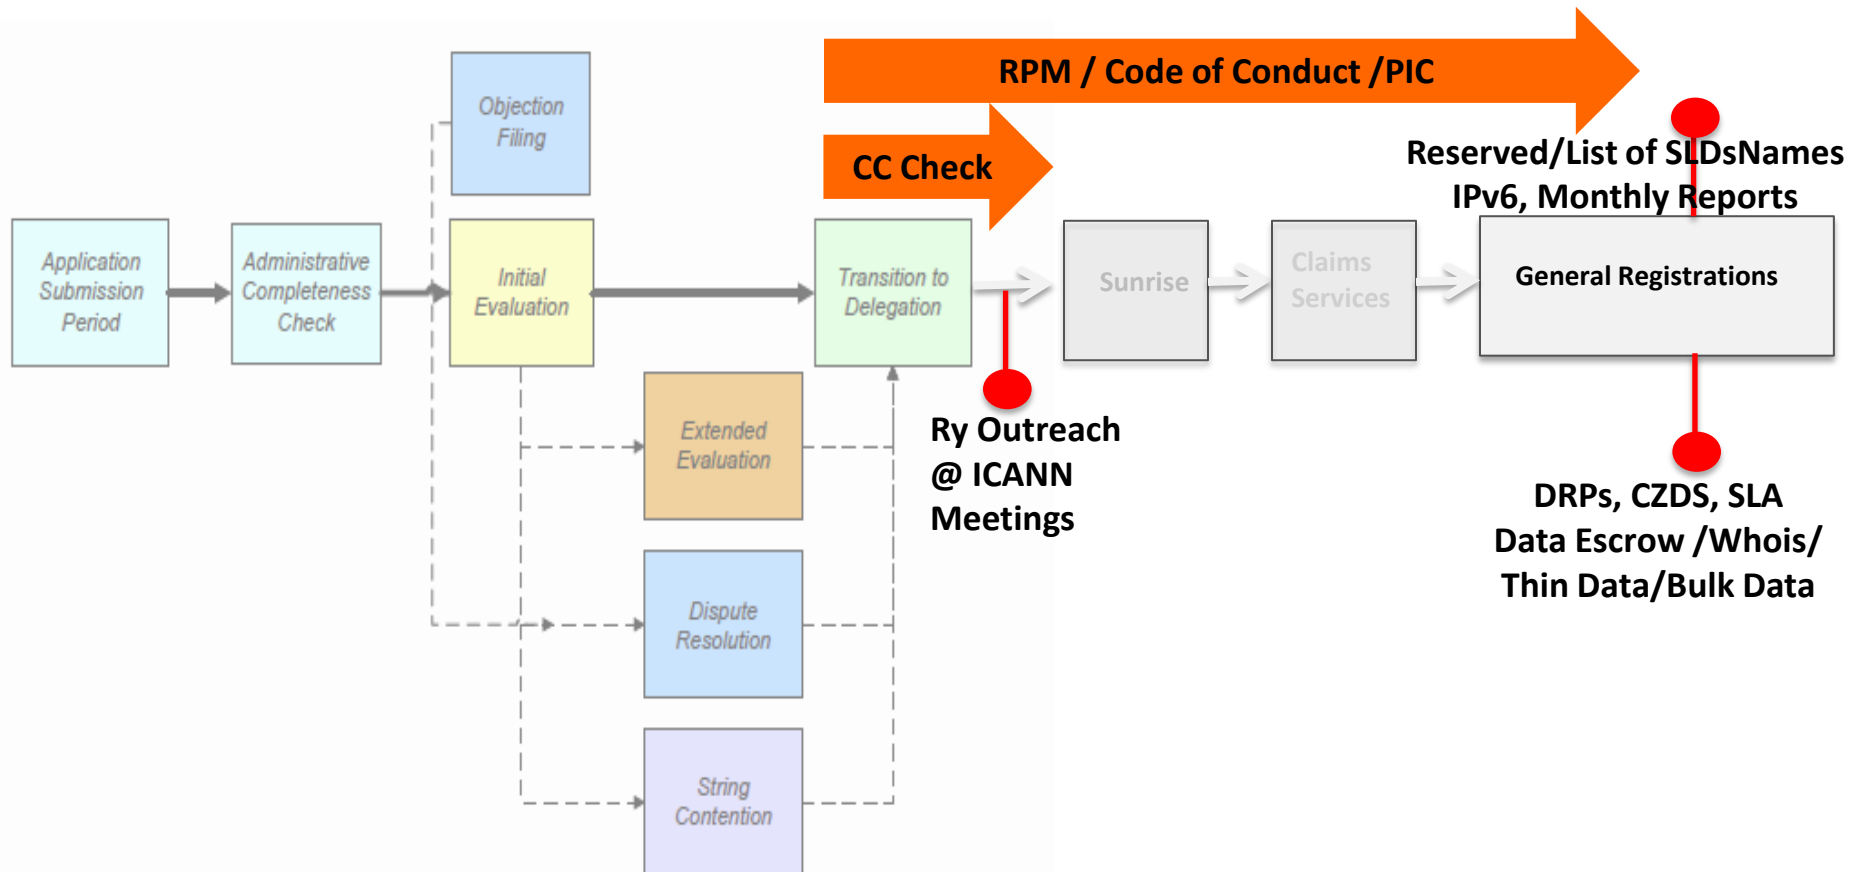 RPM / Code of Conduct /PIC
Objection
Filing
CC Check
Reserved/List of SLDsNames
IPv6, Monthly Reports
Application
Submission
Period
Administrative
Completeness
Check
Initial
Evaluation
Transition to
Delegation
Sunrise
Claims
Services
General Registrations
Extended
Evaluation
Ry Outreach
@ ICANN
Meetings
DRPs, CZDS, SLA
Data Escrow /Whois/
Thin Data/Bulk Data
Dispute
Resolution
String
Contention